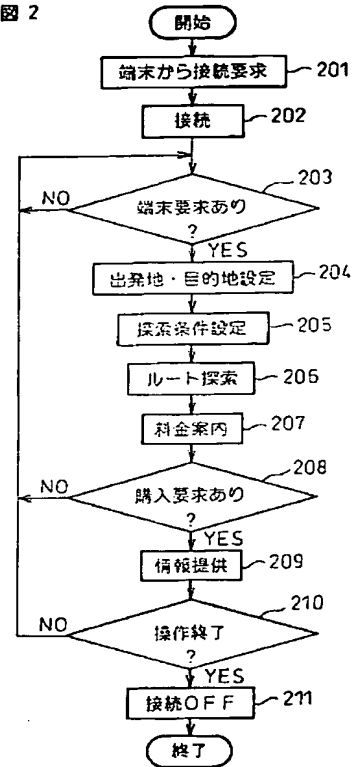 図 2
開始
端末から接続要求
201
接続
202
203
NO
端末要求あり
?
YES
出発地・目的地設定
204
探索条件設定
205
ルート探索
206
料金案内
207
208
NO
購入要求あり
?
YES
情報提供
209
210
NO
操作終了
?
YES
接続OFF
211
終了